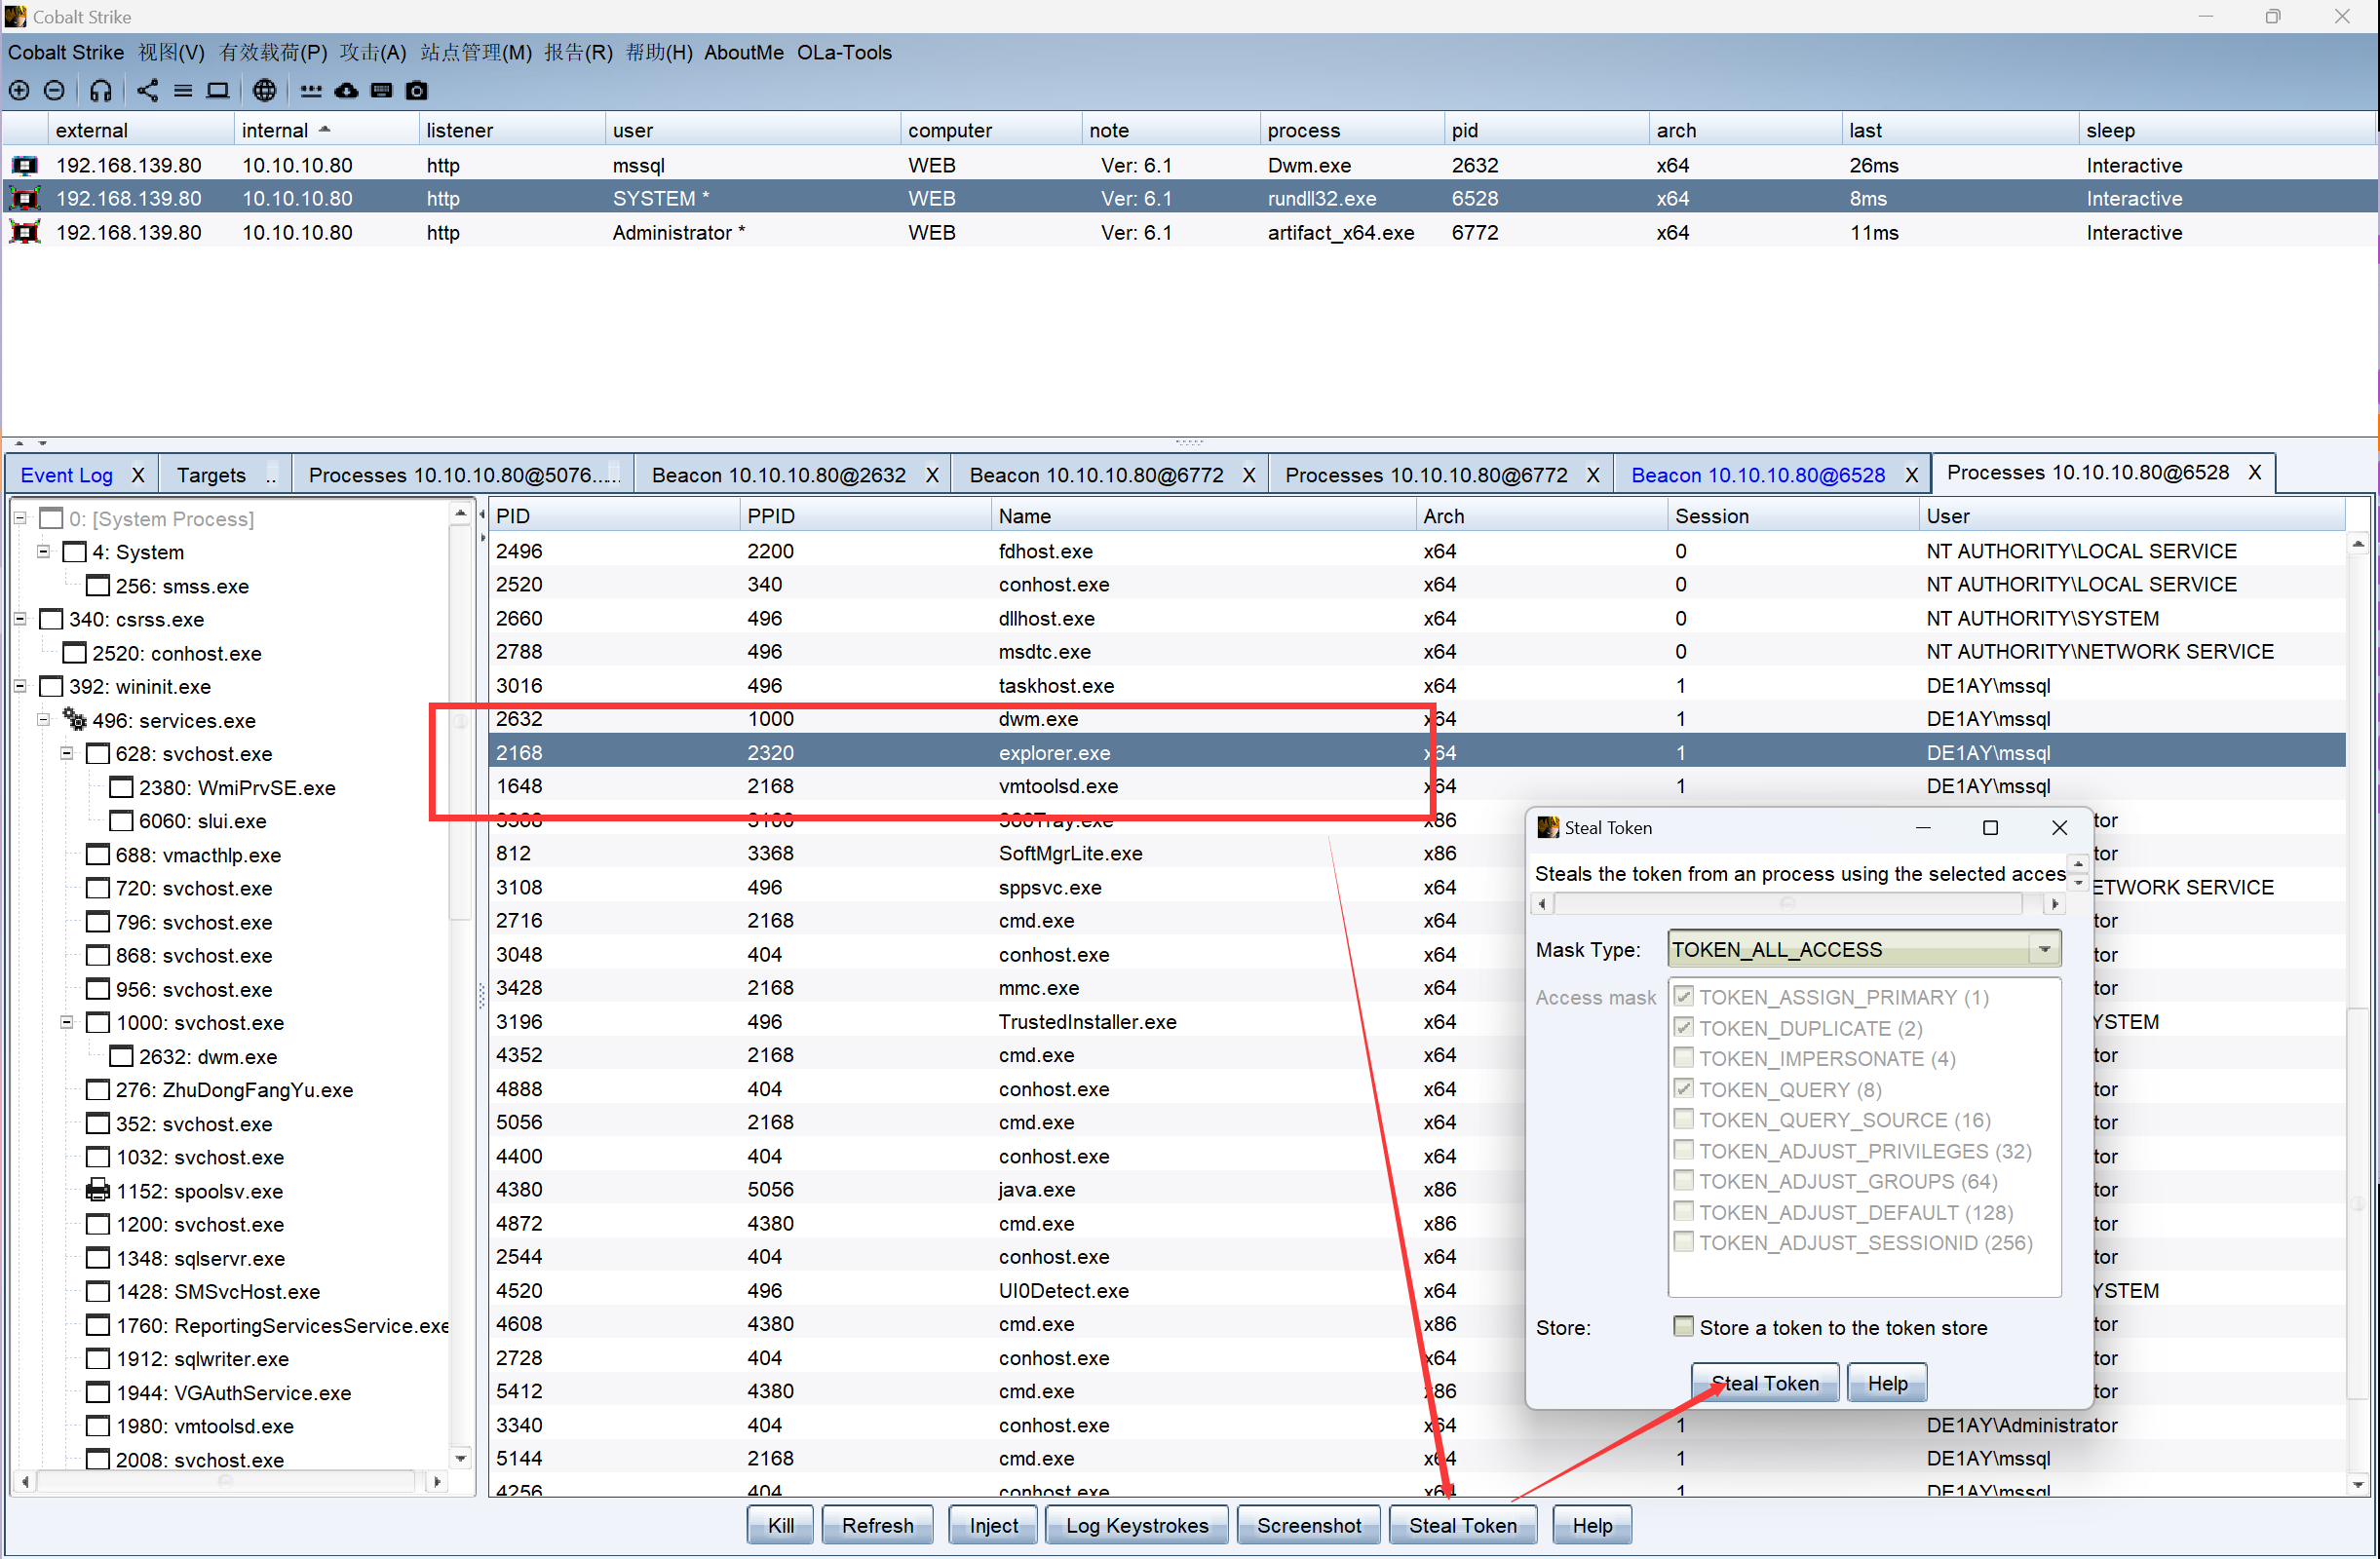 Cobalt Strike
Cobalt Strike 视图(V) 有效载荷(P) 攻击(A) 站点管理(M) 报告(R) 帮助(H) AboutMe OLa-Tools
external internal listener user computer note process pid arch last sleep
192.168.139.80 10.10.10.80 http mssql WEB Ver: 6.1 Dwm.exe 2632 x64 26ms Interactive
192.168.139.80 10.10.10.80 http SYSTEM * WEB Ver: 6.1 rundll32.exe 6528 x64 8ms Interactive
192.168.139.80 10.10.10.80 http Administrator * WEB Ver: 6.1 artifact_x64.exe 6772 x64 11ms Interactive
Event Log X Targets .. Processes 10.10.10.80@5076...... Beacon 10.10.10.80@2632 X Beacon 10.10.10.80@6772 X Processes 10.10.10.80@6772 X Beacon 10.10.10.80@6528 X Processes 10.10.10.80@6528 X
0: [System Process]
4: System
256: smss.exe
340: csrss.exe
2520: conhost.exe
392: wininit.exe
496: services.exe
628: svchost.exe
2380: WmiPrvSE.exe
6060: slui.exe
688: vmacthlp.exe
720: svchost.exe
796: svchost.exe
868: svchost.exe
956: svchost.exe
1000: svchost.exe
2632: dwm.exe
276: ZhuDongFangYu.exe
352: svchost.exe
1032: svchost.exe
1152: spoolsv.exe
1200: svchost.exe
1348: sqlservr.exe
1428: SMSvcHost.exe
1760: ReportingServicesService.exe
1912: sqlwriter.exe
1944: VGAuthService.exe
1980: vmtoolsd.exe
2008: svchost.exe
PID PPID Name Arch Session User
2496 2200 fdhost.exe x64 0 NT AUTHORITY\LOCAL SERVICE
2520 340 conhost.exe x64 0 NT AUTHORITY\LOCAL SERVICE
2660 496 dllhost.exe x64 0 NT AUTHORITY\SYSTEM
2788 496 msdtc.exe x64 0 NT AUTHORITY\NETWORK SERVICE
3016 496 taskhost.exe x64 1 DE1AY\mssql
2632 1000 dwm.exe x64 1 DE1AY\mssql
2168 2320 explorer.exe x64 1 DE1AY\mssql
1648 2168 vmtoolsd.exe x64 1 DE1AY\mssql
360Tray.exe x86 tor
812 3368 SoftMgrLite.exe x86 tor
3108 496 sppsvc.exe x64 ETWORK SERVICE
2716 2168 cmd.exe x64 tor
3048 404 conhost.exe x64 tor
3428 2168 mmc.exe x64 tor
3196 496 TrustedInstaller.exe x64 YSTEM
4352 2168 cmd.exe x64 tor
4888 404 conhost.exe x64 tor
5056 2168 cmd.exe x64 tor
4400 404 conhost.exe x64 tor
4380 5056 java.exe x86 tor
4872 4380 cmd.exe x86 tor
2544 404 conhost.exe x64 tor
4520 496 UI0Detect.exe x64 YSTEM
4608 4380 cmd.exe x86 tor
2728 404 conhost.exe x64 tor
5412 4380 cmd.exe x86 tor
3340 404 conhost.exe x64 1 DE1AY\Administrator
5144 2168 cmd.exe x64 1 DE1AY\mssql
4256 404 conhost.exe x64 1 DE1AY\mssql
Steal Token
Steals the token from an process using the selected acces
Mask Type: TOKEN_ALL_ACCESS
Access mask TOKEN_ASSIGN_PRIMARY (1)
TOKEN_DUPLICATE (2)
TOKEN_IMPERSONATE (4)
TOKEN_QUERY (8)
TOKEN_QUERY_SOURCE (16)
TOKEN_ADJUST_PRIVILEGES (32)
TOKEN_ADJUST_GROUPS (64)
TOKEN_ADJUST_DEFAULT (128)
TOKEN_ADJUST_SESSIONID (256)
Store: Store a token to the token store
Steal Token Help
Kill Refresh Inject Log Keystrokes Screenshot Steal Token Help